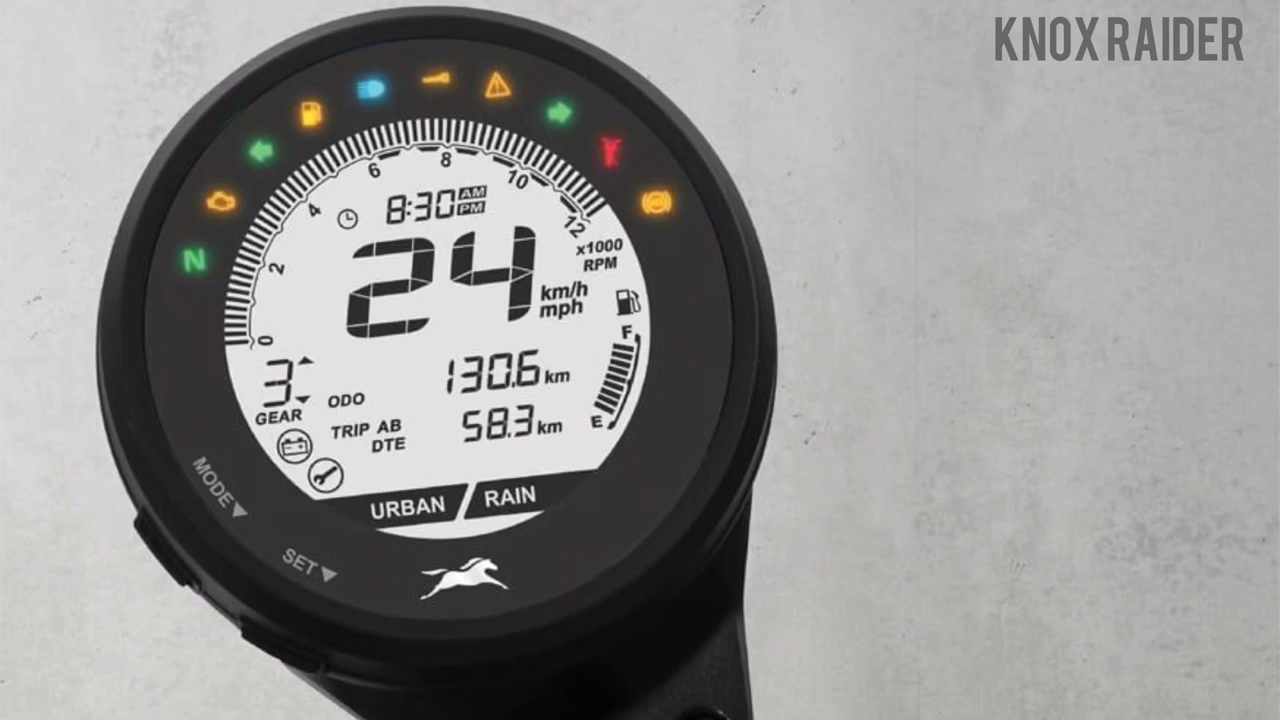 KNOX RAIDER
6 8 10
4 12
2
0
8:30 AM
PM
x1000
RPM
24 km/h
mph
N
F
E
3
GEAR
ODO 130.6 km
TRIP AB 58.3 km
DTE
URBAN / RAIN
MODE▼
SET▼